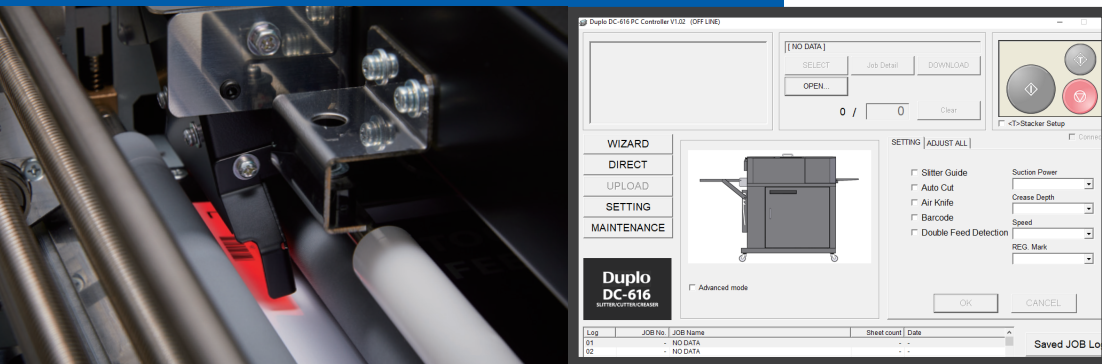 Duplo DC-616 PC Controller V1.02 (OFF LINE)
[ NO DATA ]
SELECT Job Detail DOWNLOAD
OPEN...
0 / 0 Clear
<T>Stacker Setup
WIZARD
DIRECT
UPLOAD
SETTING
MAINTENANCE
Duplo
DC-616
SLITTER/CUTTER/CREASER
Advanced mode
SETTING ADJUST ALL
Slitter Guide
Auto Cut
Air Knife
Barcode
Double Feed Detection
Suction Power
Crease Depth
Speed
REG. Mark
OK CANCEL
Log JOB No. JOB Name Sheet count Date
01 - NO DATA - -
02 - NO DATA - -
Saved JOB